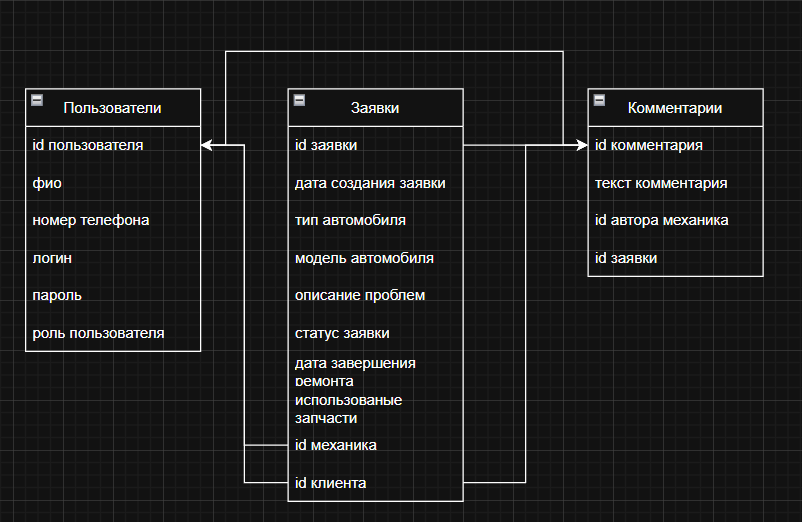 Пользователи
id пользователя
фио
номер телефона
логин
пароль
роль пользователя
Заявки
id заявки
дата создания заявки
тип автомобиля
модель автомобиля
описание проблем
статус заявки
дата завершения
ремонта
использованые
запчасти
id механика
id клиента
Комментарии
id комментария
текст комментария
id автора механика
id заявки